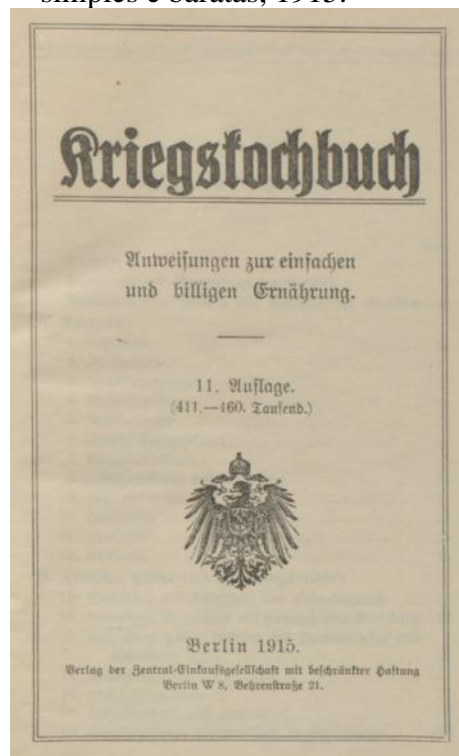 simples e baratas, 1915.
Kriegskochbuch
Anweisungen zur einfachen
und billigen Ernährung.
11. Auflage.
(411.—460. Tausend.)
Berlin 1915.
Verlag der Zentral-Einkaufsgesellschaft mit beschränkter Haftung
Berlin W 8, Behrenstraße 21.